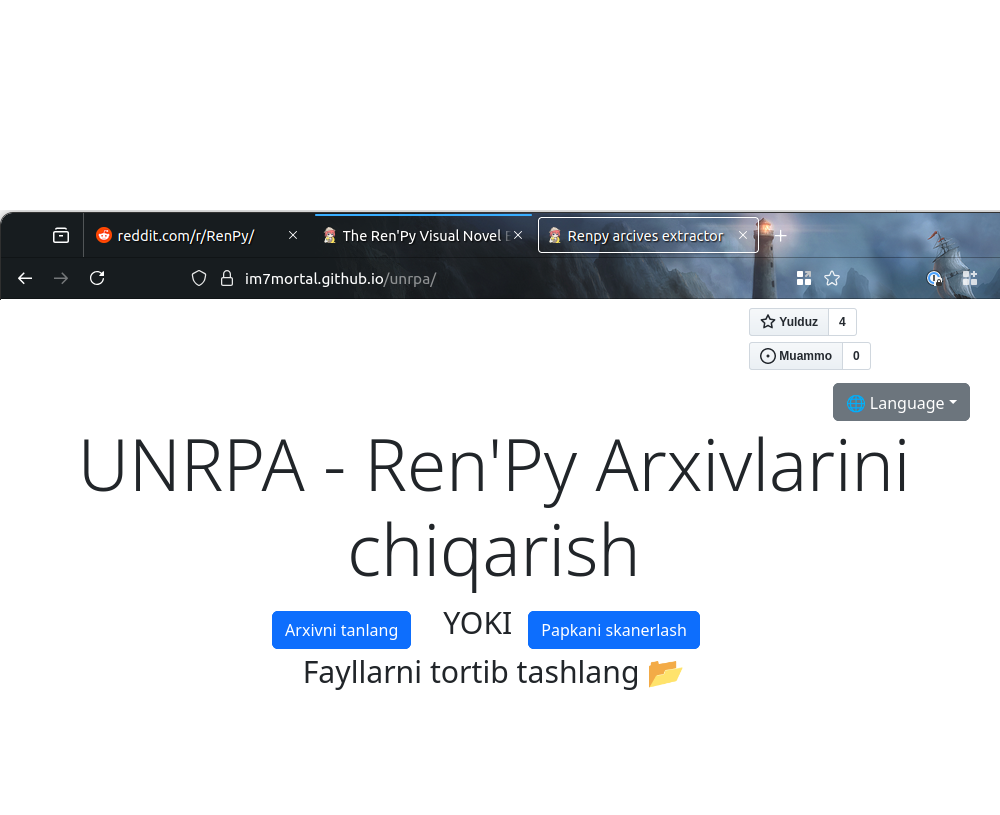 reddit.com/r/RenPy/
The Ren'Py Visual Novel
Renpy arcives extractor
im7mortal.github.io/unrpa/
Yulduz 4
Muammo 0
Language
UNRPA - Ren'Py Arxivlarini
chiqarish
Arxivni tanlang YOKI Papkani skanerlash
Fayllarni tortib tashlang